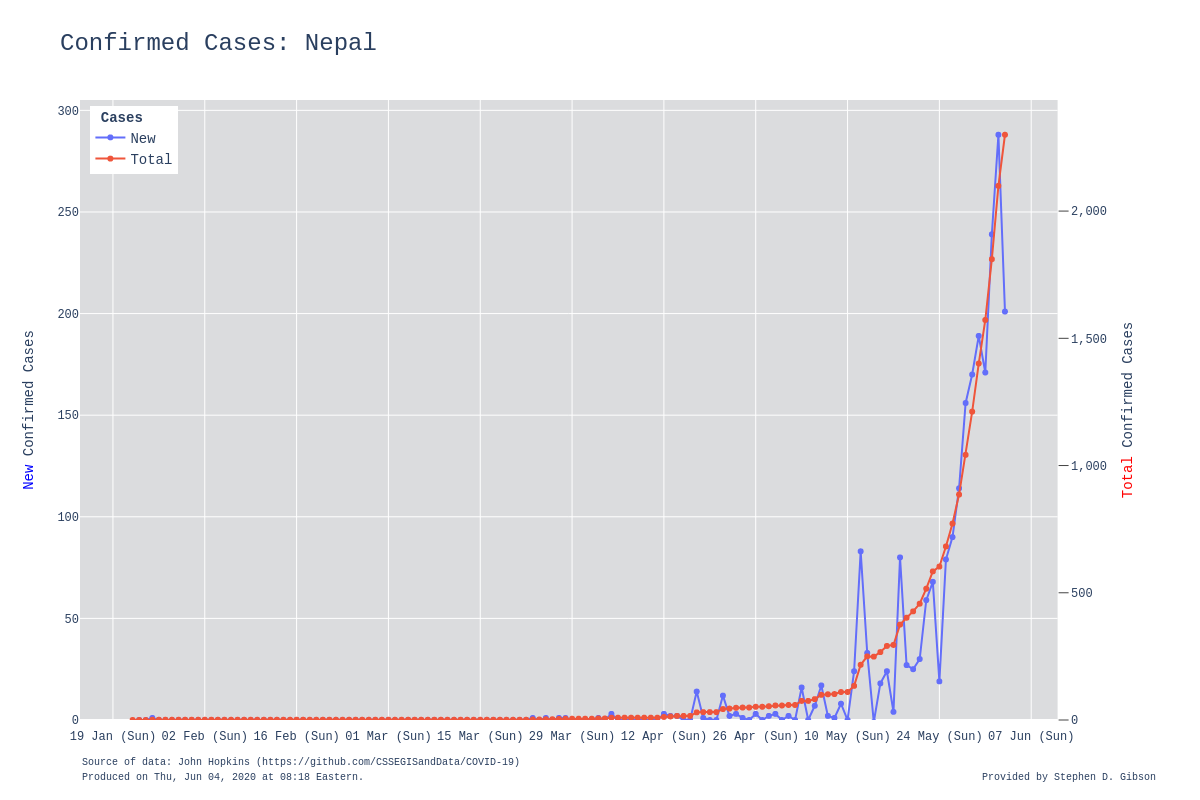 Confirmed Cases: Nepal
Cases
New
Total
300
250
200
150
100
50
0
2,000
1,500
1,000
500
0
New Confirmed Cases
Total Confirmed Cases
19 Jan (Sun) 02 Feb (Sun) 16 Feb (Sun) 01 Mar (Sun) 15 Mar (Sun) 29 Mar (Sun) 12 Apr (Sun) 26 Apr (Sun) 10 May (Sun) 24 May (Sun) 07 Jun (Sun)
Source of data: John Hopkins (https://github.com/CSSEGISandData/COVID-19)
Produced on Thu, Jun 04, 2020 at 08:18 Eastern.
Provided by Stephen D. Gibson